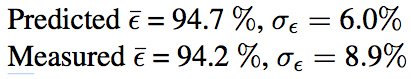 Predicted ε̄ = 94.7 %, σ_ϵ = 6.0%
Measured ε̄ = 94.2 %, σ_ϵ = 8.9%